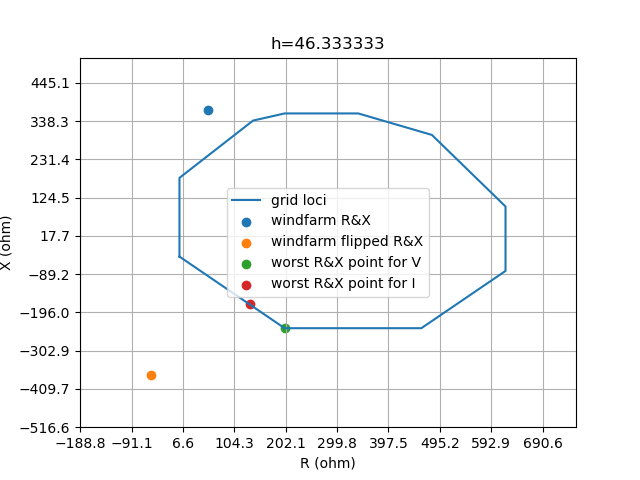 h=46.333333
445.1
338.3
231.4
124.5
17.7
−89.2
−196.0
−302.9
−409.7
−516.6
X (ohm)
grid loci
windfarm R&X
windfarm flipped R&X
worst R&X point for V
worst R&X point for I
−188.8 −91.1 6.6 104.3 202.1 299.8 397.5 495.2 592.9 690.6
R (ohm)